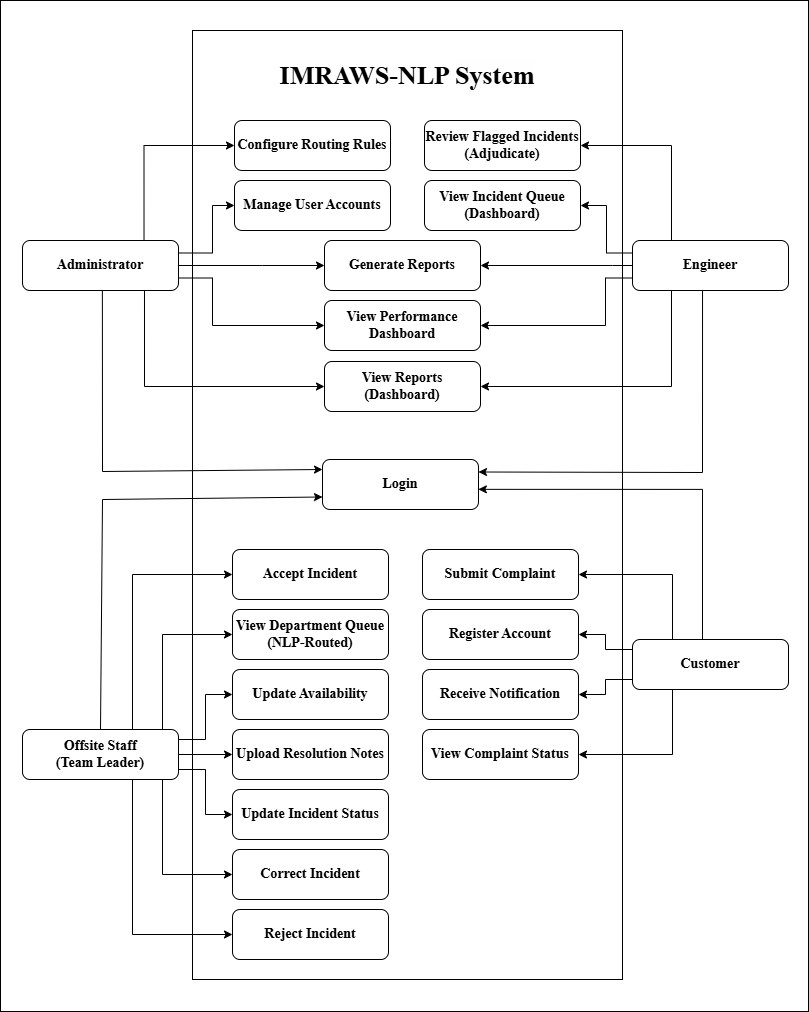 IMRAWS-NLP System
Configure Routing Rules
Review Flagged Incidents
(Adjudicate)
Manage User Accounts
View Incident Queue
(Dashboard)
Administrator
Generate Reports
Engineer
View Performance
Dashboard
View Reports
(Dashboard)
Login
Accept Incident
Submit Complaint
View Department Queue
(NLP-Routed)
Register Account
Customer
Update Availability
Receive Notification
Offsite Staff
(Team Leader)
Upload Resolution Notes
View Complaint Status
Update Incident Status
Correct Incident
Reject Incident